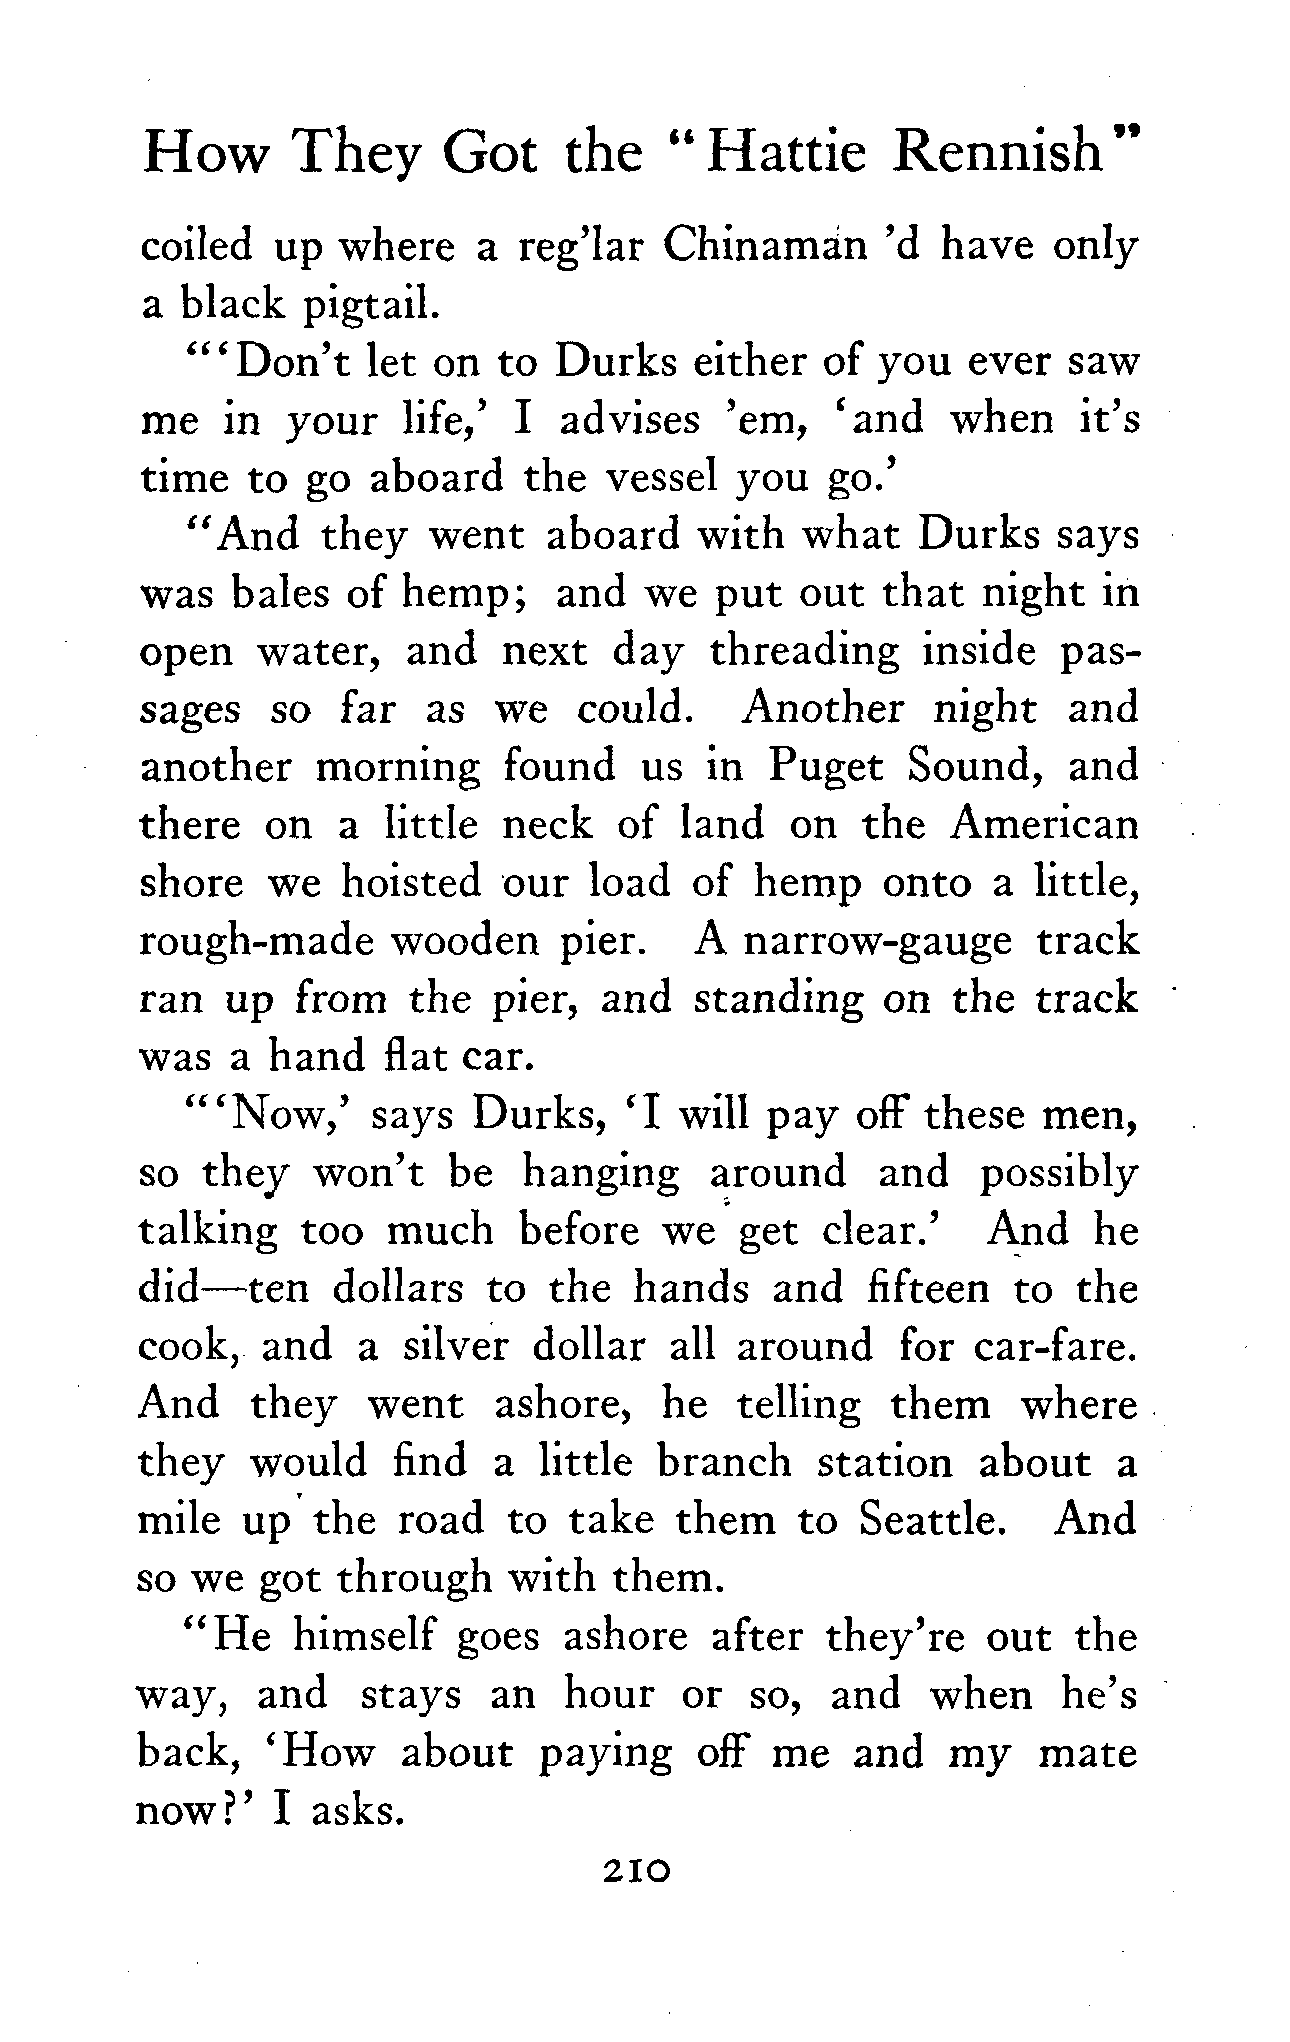 How They Got the “Hattie Rennish”
coiled up where a reg’lar Chinaman ’d have only
a black pigtail.
“‘Don’t let on to Durks either of you ever saw
me in your life,’ I advises ’em, ‘and when it’s
time to go aboard the vessel you go.’
“And they went aboard with what Durks says
was bales of hemp; and we put out that night in
open water, and next day threading inside pas-
sages so far as we could. Another night and
another morning found us in Puget Sound, and
there on a little neck of land on the American
shore we hoisted our load of hemp onto a little,
rough-made wooden pier. A narrow-gauge track
ran up from the pier, and standing on the track
was a hand flat car.
“‘Now,’ says Durks, ‘I will pay off these men,
so they won’t be hanging around and possibly
talking too much before we get clear.’ And he
did—ten dollars to the hands and fifteen to the
cook, and a silver dollar all around for car-fare.
And they went ashore, he telling them where
they would find a little branch station about a
mile up the road to take them to Seattle. And
so we got through with them.
“He himself goes ashore after they’re out the
way, and stays an hour or so, and when he’s
back, ‘How about paying off me and my mate
now?’ I asks.
210